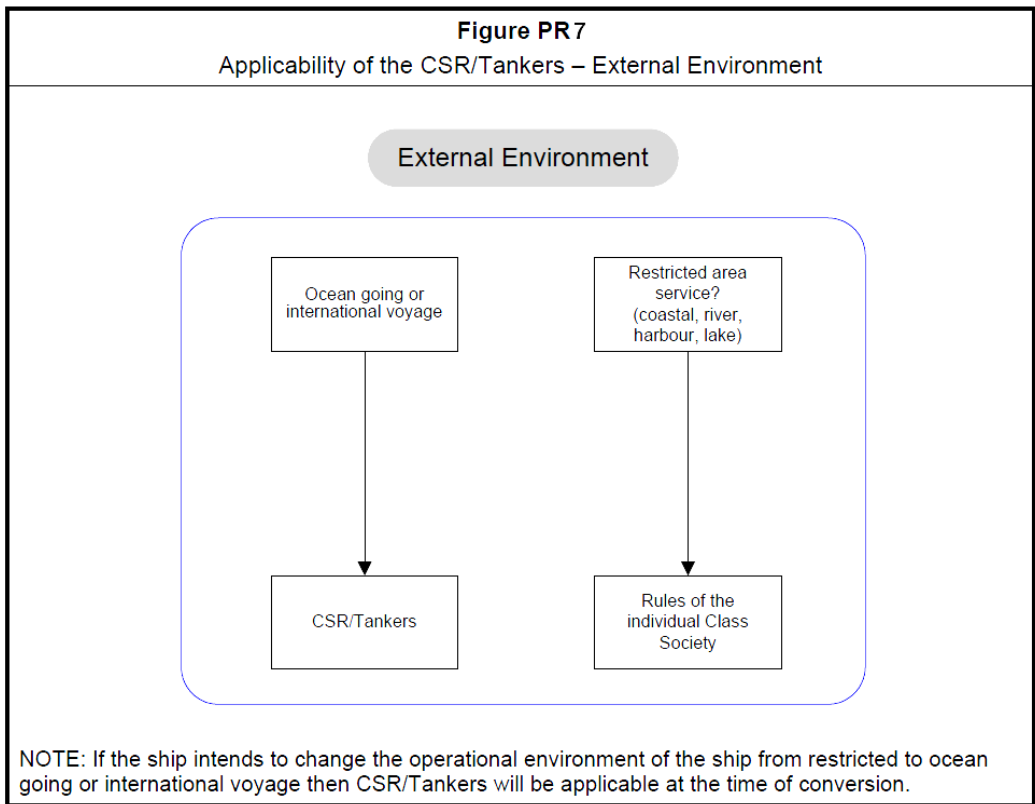 Figure PR7
Applicability of the CSR/Tankers – External Environment
External Environment
Ocean going or
international voyage
Restricted area
service?
(coastal, river,
harbour, lake)
CSR/Tankers
Rules of the
individual Class
Society
NOTE: If the ship intends to change the operational environment of the ship from restricted to ocean
going or international voyage then CSR/Tankers will be applicable at the time of conversion.